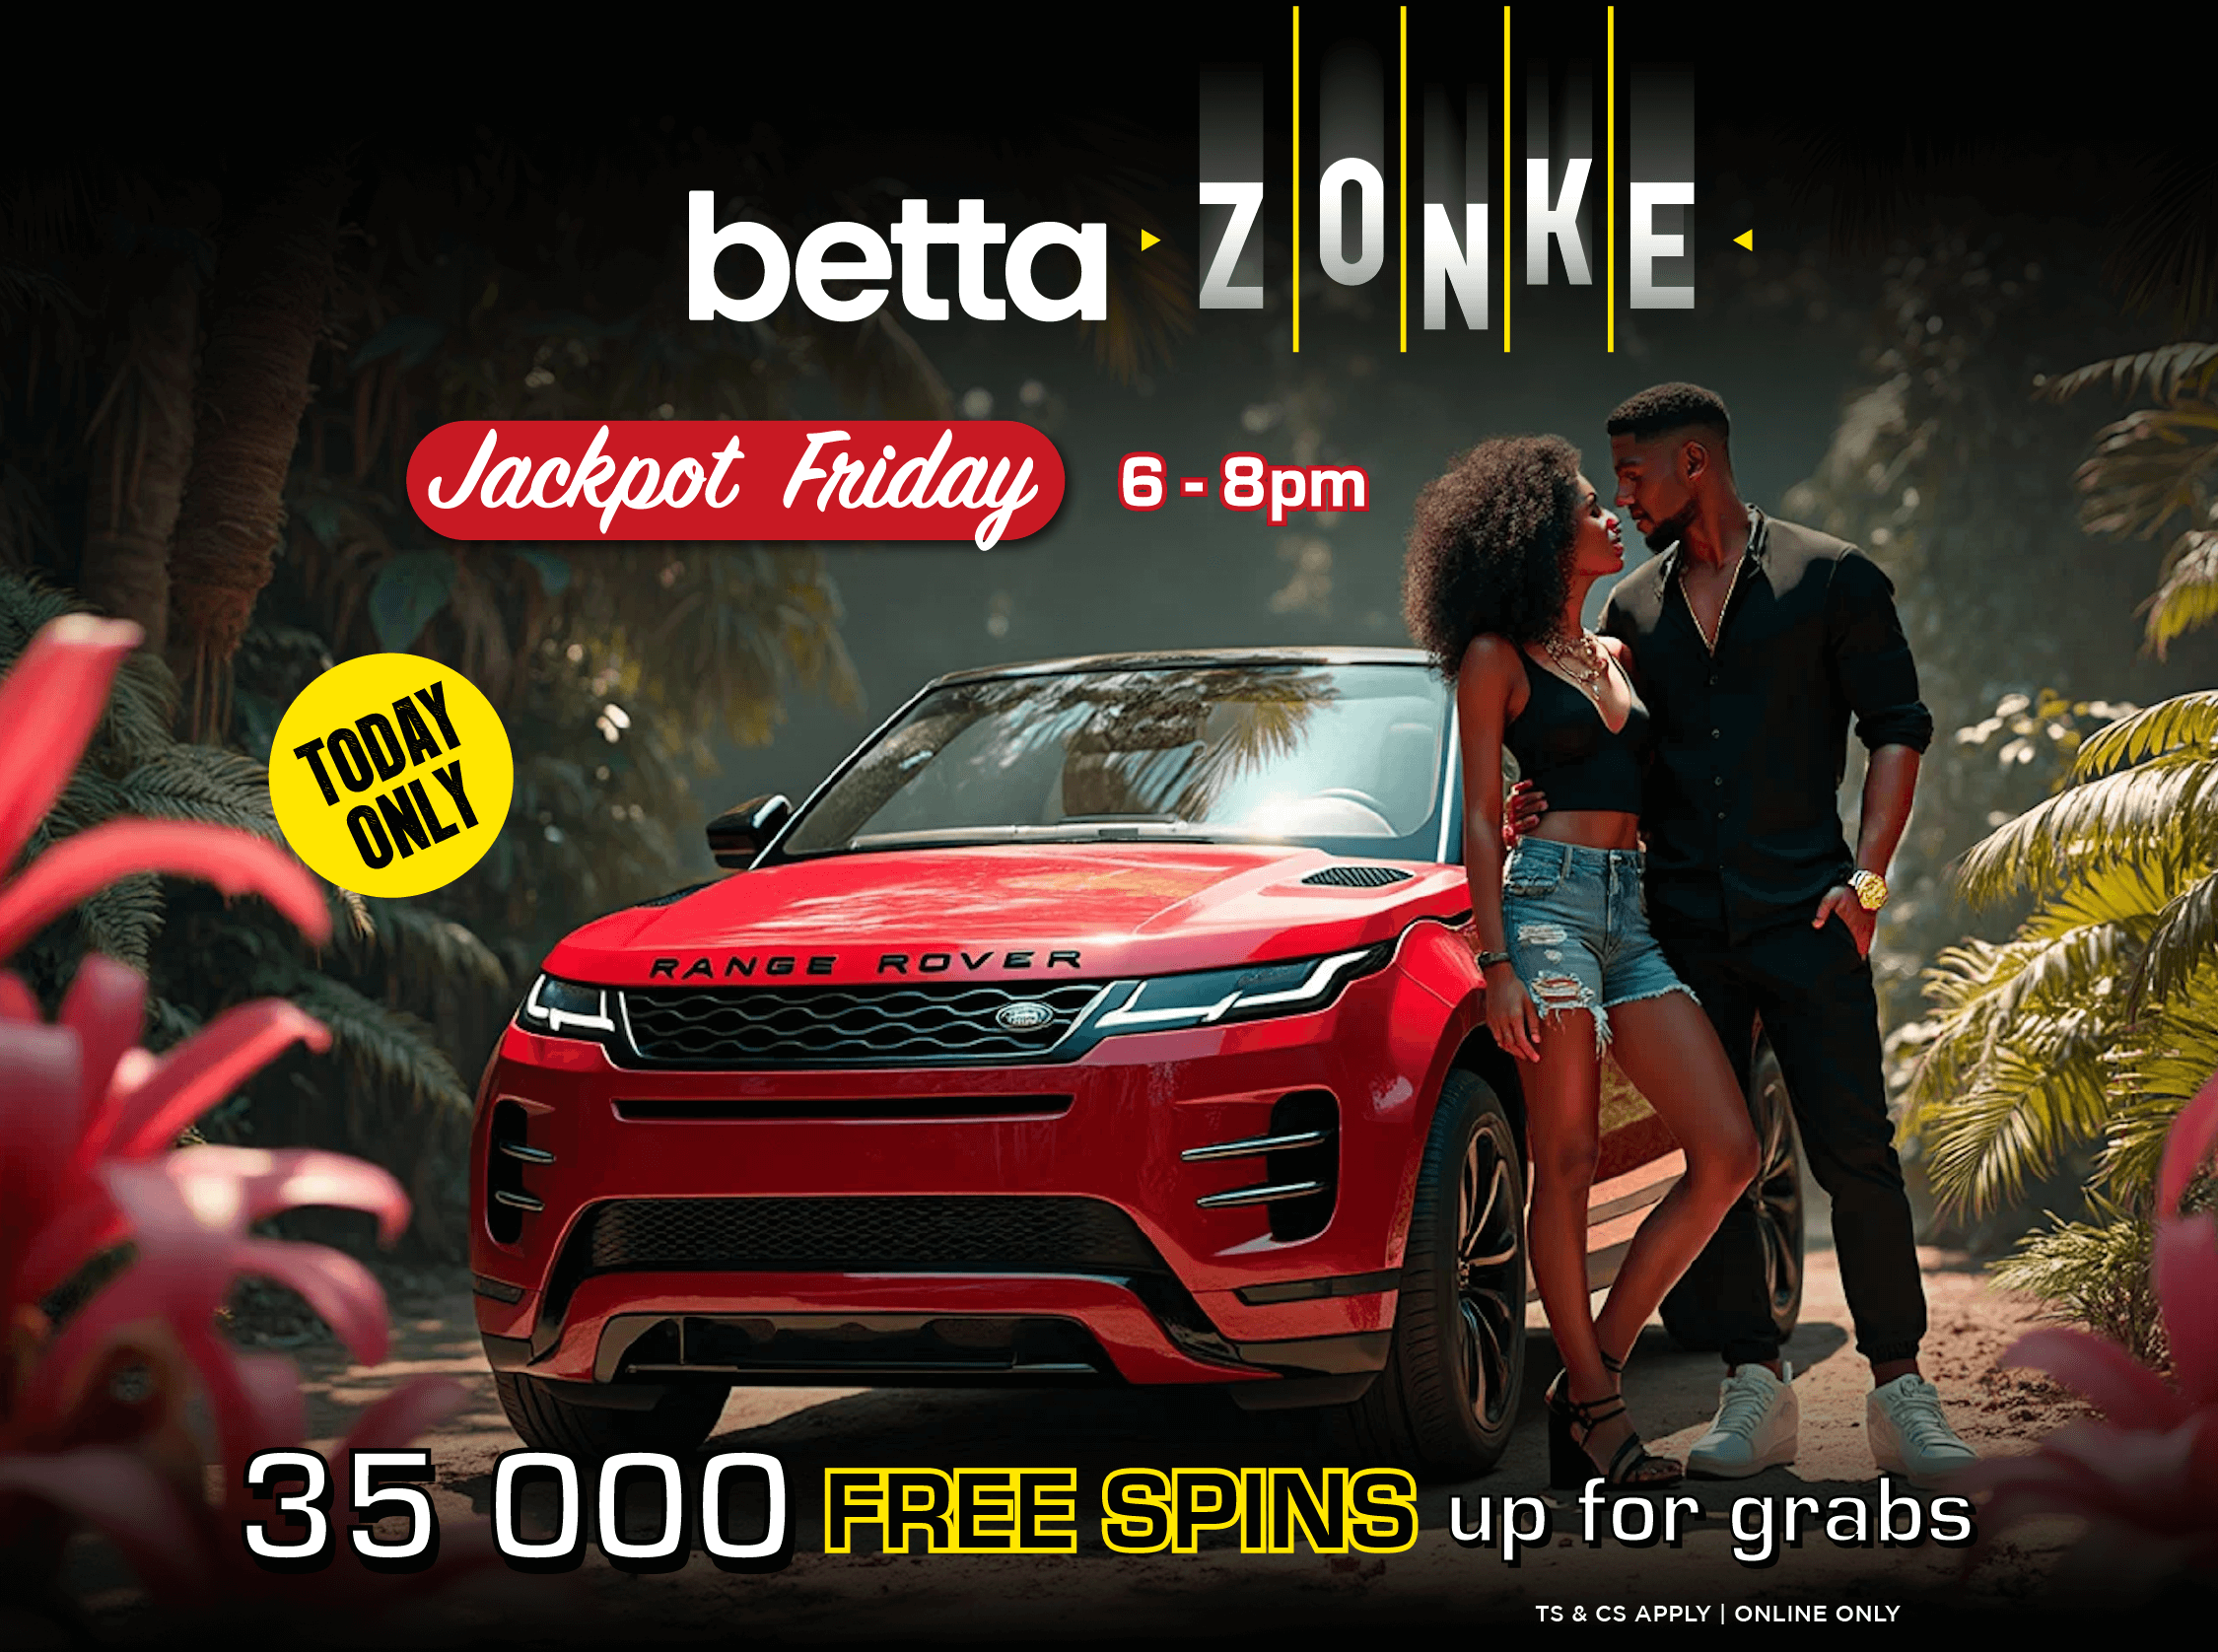 betta ZONKE
Jackpot Friday 6 - 8pm
TODAY
ONLY
RANGE ROVER
35 000 FREE SPINS up for grabs
TS & CS APPLY | ONLINE ONLY